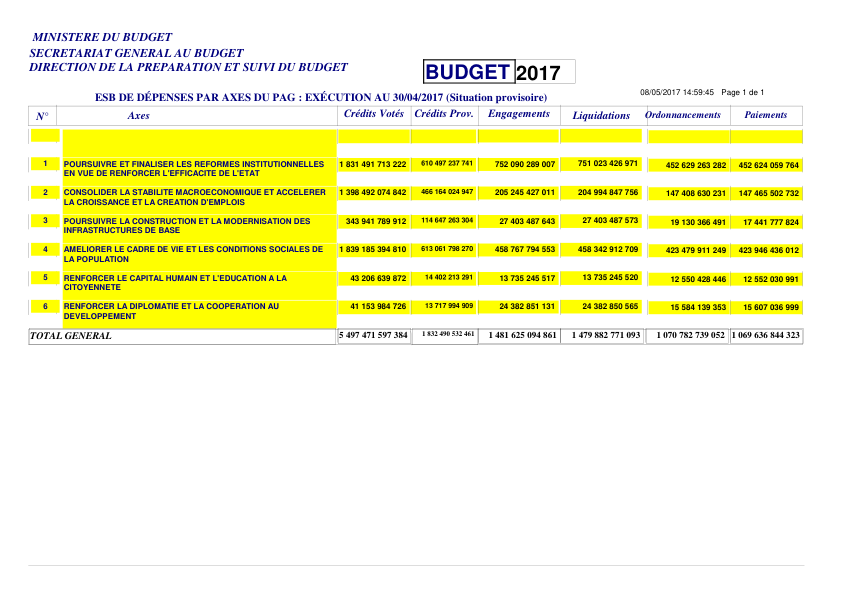 MINISTERE DU BUDGET
SECRETARIAT GENERAL AU BUDGET
DIRECTION DE LA PREPARATION ET SUIVI DU BUDGET
BUDGET 2017
08/05/2017 14:59:45 Page 1 de 1
ESB DE DÉPENSES PAR AXES DU PAG : EXÉCUTION AU 30/04/2017 (Situation provisoire)
N° Axes Crédits Votés Crédits Prov. Engagements Liquidations Ordonnancements Paiements
1 POURSUIVRE ET FINALISER LES REFORMES INSTITUTIONNELLES 1 831 491 713 222 610 497 237 741 752 090 289 007 751 023 426 971 452 629 263 282 452 624 059 764
EN VUE DE RENFORCER L'EFFICACITE DE L'ETAT
2 CONSOLIDER LA STABILITE MACROECONOMIQUE ET ACCELERER 1 398 492 074 842 466 164 024 947 205 245 427 011 204 994 847 756 147 408 630 231 147 465 502 732
LA CROISSANCE ET LA CREATION D'EMPLOIS
3 POURSUIVRE LA CONSTRUCTION ET LA MODERNISATION DES 343 941 789 912 114 647 263 304 27 403 487 643 27 403 487 573 19 130 366 491 17 441 777 824
INFRASTRUCTURES DE BASE
4 AMELIORER LE CADRE DE VIE ET LES CONDITIONS SOCIALES DE 1 839 185 394 810 613 061 798 270 458 767 794 553 458 342 912 709 423 479 911 249 423 946 436 012
LA POPULATION
5 RENFORCER LE CAPITAL HUMAIN ET L'EDUCATION A LA 43 206 639 872 14 402 213 291 13 735 245 517 13 735 245 520 12 550 428 446 12 552 030 991
CITOYENNETE
6 RENFORCER LA DIPLOMATIE ET LA COOPERATION AU 41 153 984 726 13 717 994 909 24 382 851 131 24 382 850 565 15 584 139 353 15 607 036 999
DEVELOPPEMENT
TOTAL GENERAL 5 497 471 597 384 1 832 490 532 461 1 481 625 094 861 1 479 882 771 093 1 070 782 739 052 1 069 636 844 323